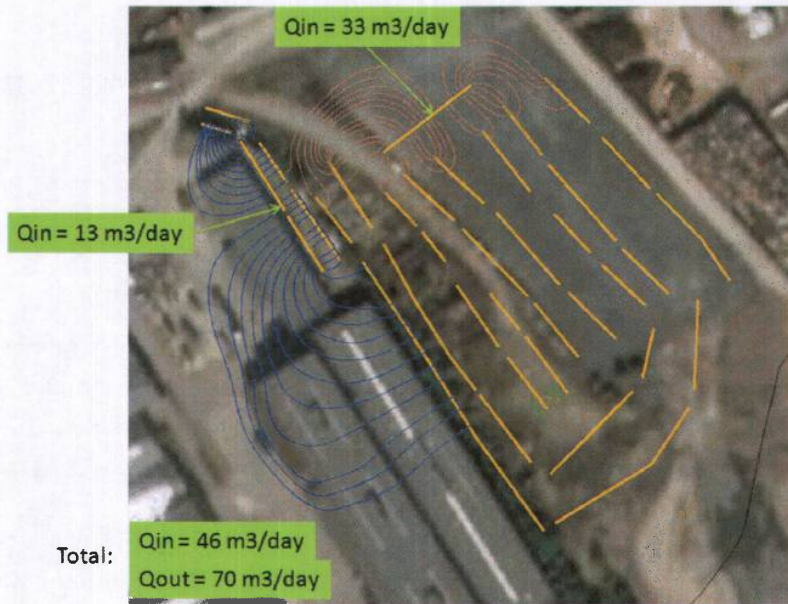 Qin = 33 m3/day
Qin = 13 m3/day
Total:
Qin = 46 m3/day
Qout = 70 m3/day